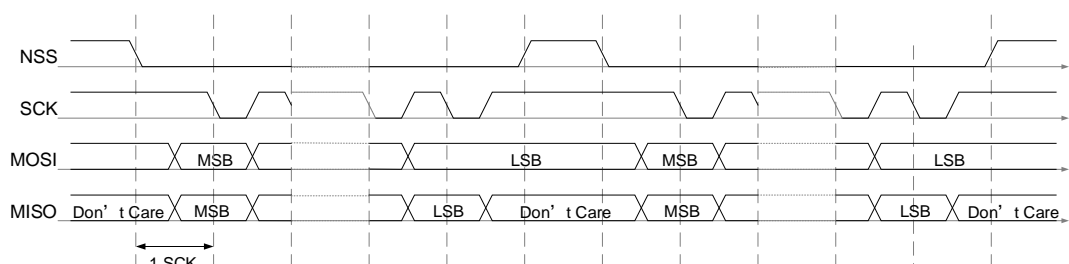 NSS
SCK
MOSI MSB LSB MSB LSB
MISO Don’t Care MSB LSB Don’t Care MSB LSB Don’t Care
1 SCK